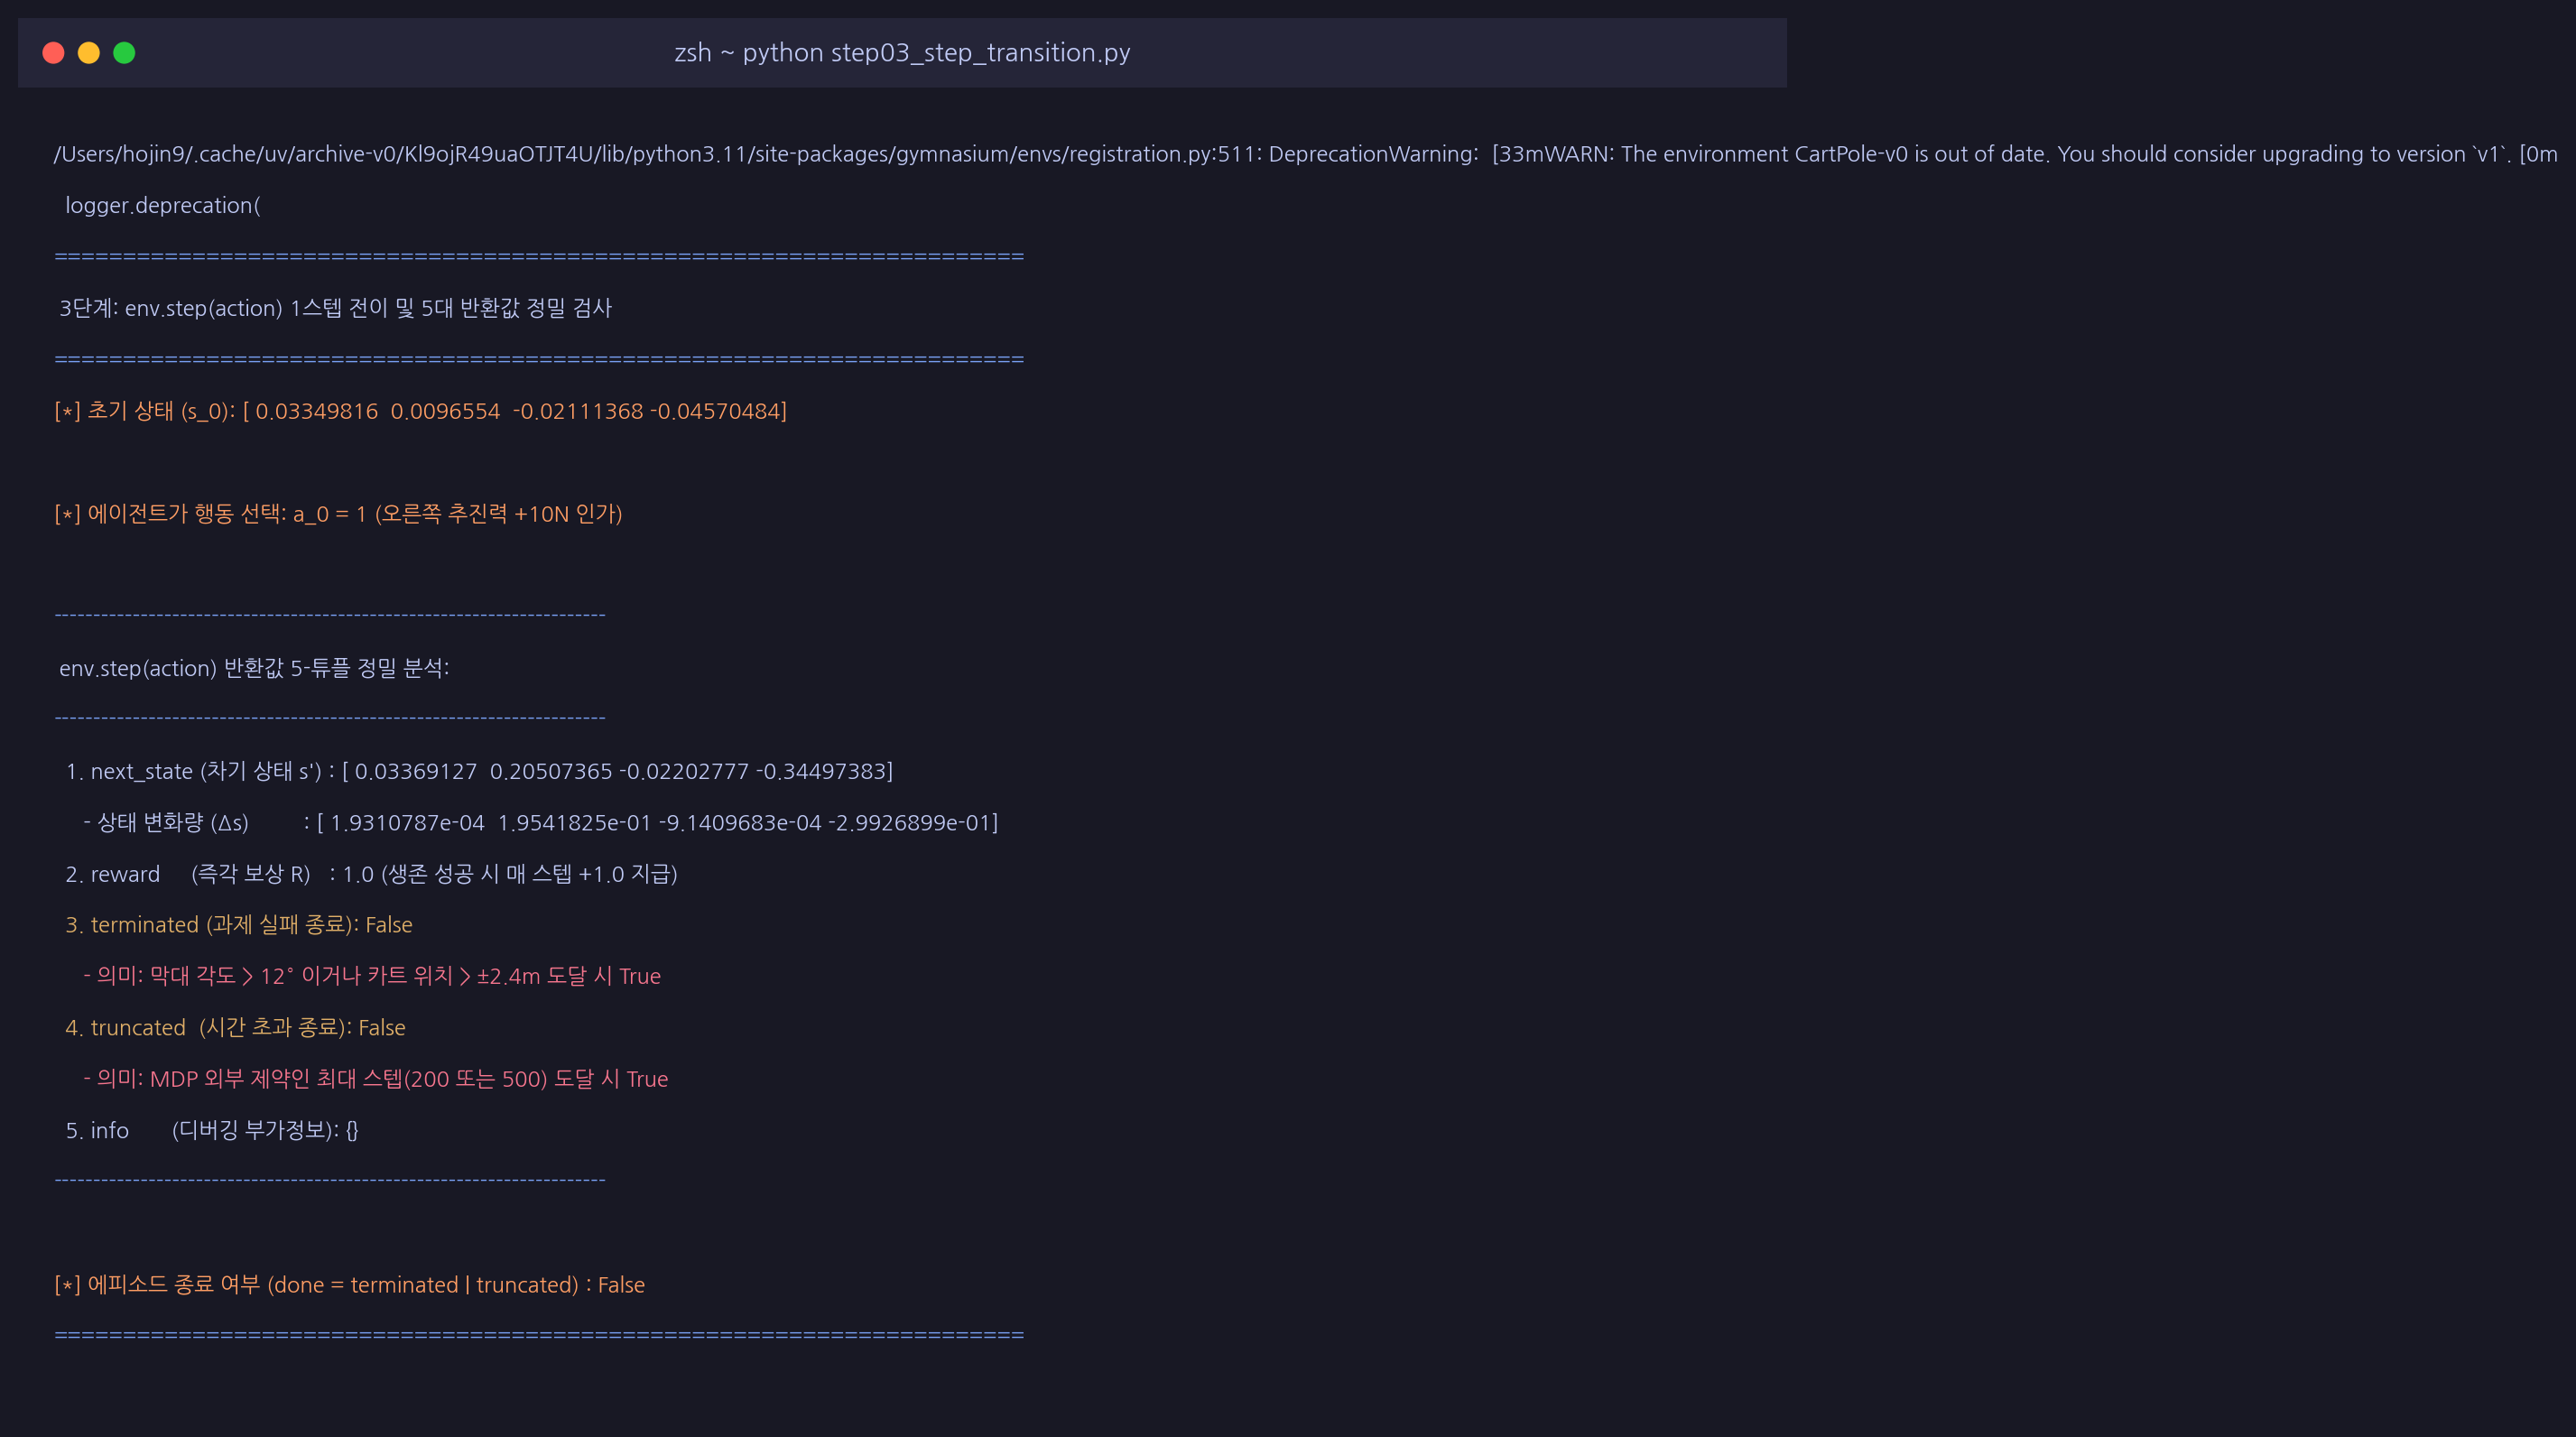 zsh ~ python step03_step_transition.py
/Users/hojin9/.cache/uv/archive-v0/Kl9ojR49uaOTJT4U/lib/python3.11/site-packages/gymnasium/envs/registration.py:511: DeprecationWarning:  [33mWARN: The environment CartPole-v0 is out of date. You should consider upgrading to version `v1`. [0m
logger.deprecation(
======================================================================
3단계: env.step(action) 1스텝 전이 및 5대 반환값 정밀 검사
======================================================================
[*] 초기 상태 (s_0): [ 0.03349816  0.0096554  -0.02111368 -0.04570484]
[*] 에이전트가 행동 선택: a_0 = 1 (오른쪽 추진력 +10N 인가)
----------------------------------------------------------------------
env.step(action) 반환값 5-튜플 정밀 분석:
----------------------------------------------------------------------
1. next_state (차기 상태 s') : [ 0.03369127  0.20507365 -0.02202777 -0.34497383]
- 상태 변화량 (Δs)         : [ 1.9310787e-04  1.9541825e-01 -9.1409683e-04 -2.9926899e-01]
2. reward     (즉각 보상 R)   : 1.0 (생존 성공 시 매 스텝 +1.0 지급)
3. terminated (과제 실패 종료): False
- 의미: 막대 각도 > 12° 이거나 카트 위치 > ±2.4m 도달 시 True
4. truncated  (시간 초과 종료): False
- 의미: MDP 외부 제약인 최대 스텝(200 또는 500) 도달 시 True
5. info       (디버깅 부가정보): {}
----------------------------------------------------------------------
[*] 에피소드 종료 여부 (done = terminated | truncated) : False
======================================================================